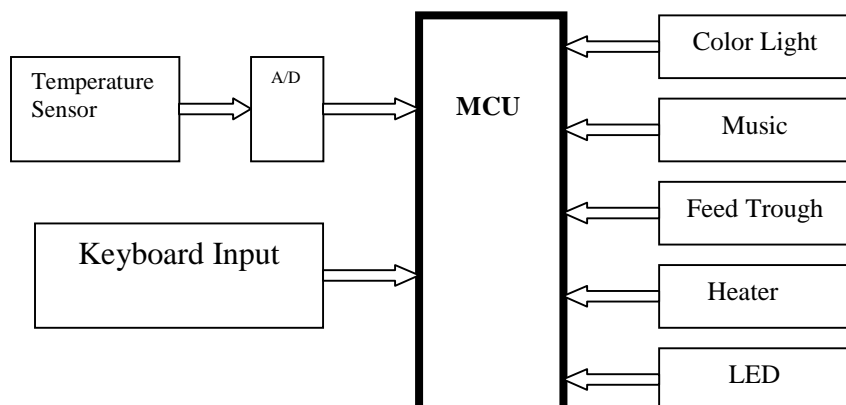 Temperature
Sensor
A/D
Keyboard Input
MCU
Color Light
Music
Feed Trough
Heater
LED